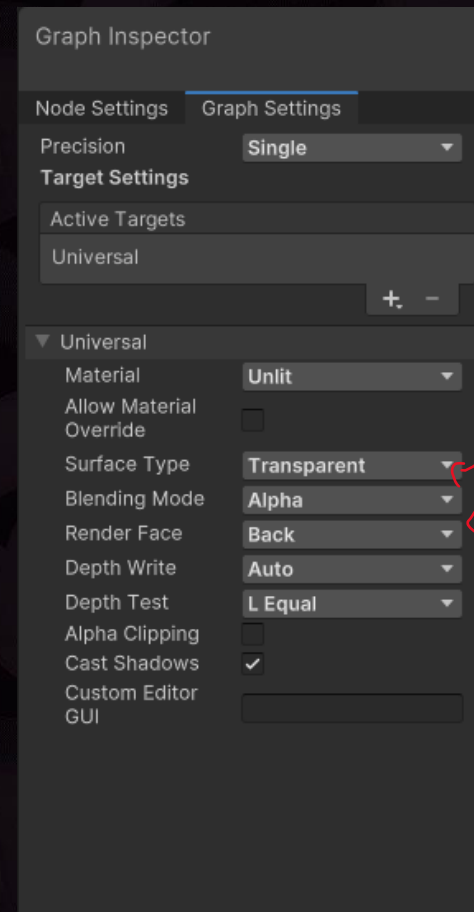 Graph Inspector
Node Settings Graph Settings
Precision Single
Target Settings
Active Targets
Universal
+ −
Universal
Material Unlit
Allow Material
Override
Surface Type Transparent
Blending Mode Alpha
Render Face Back
Depth Write Auto
Depth Test L Equal
Alpha Clipping
Cast Shadows
Custom Editor
GUI